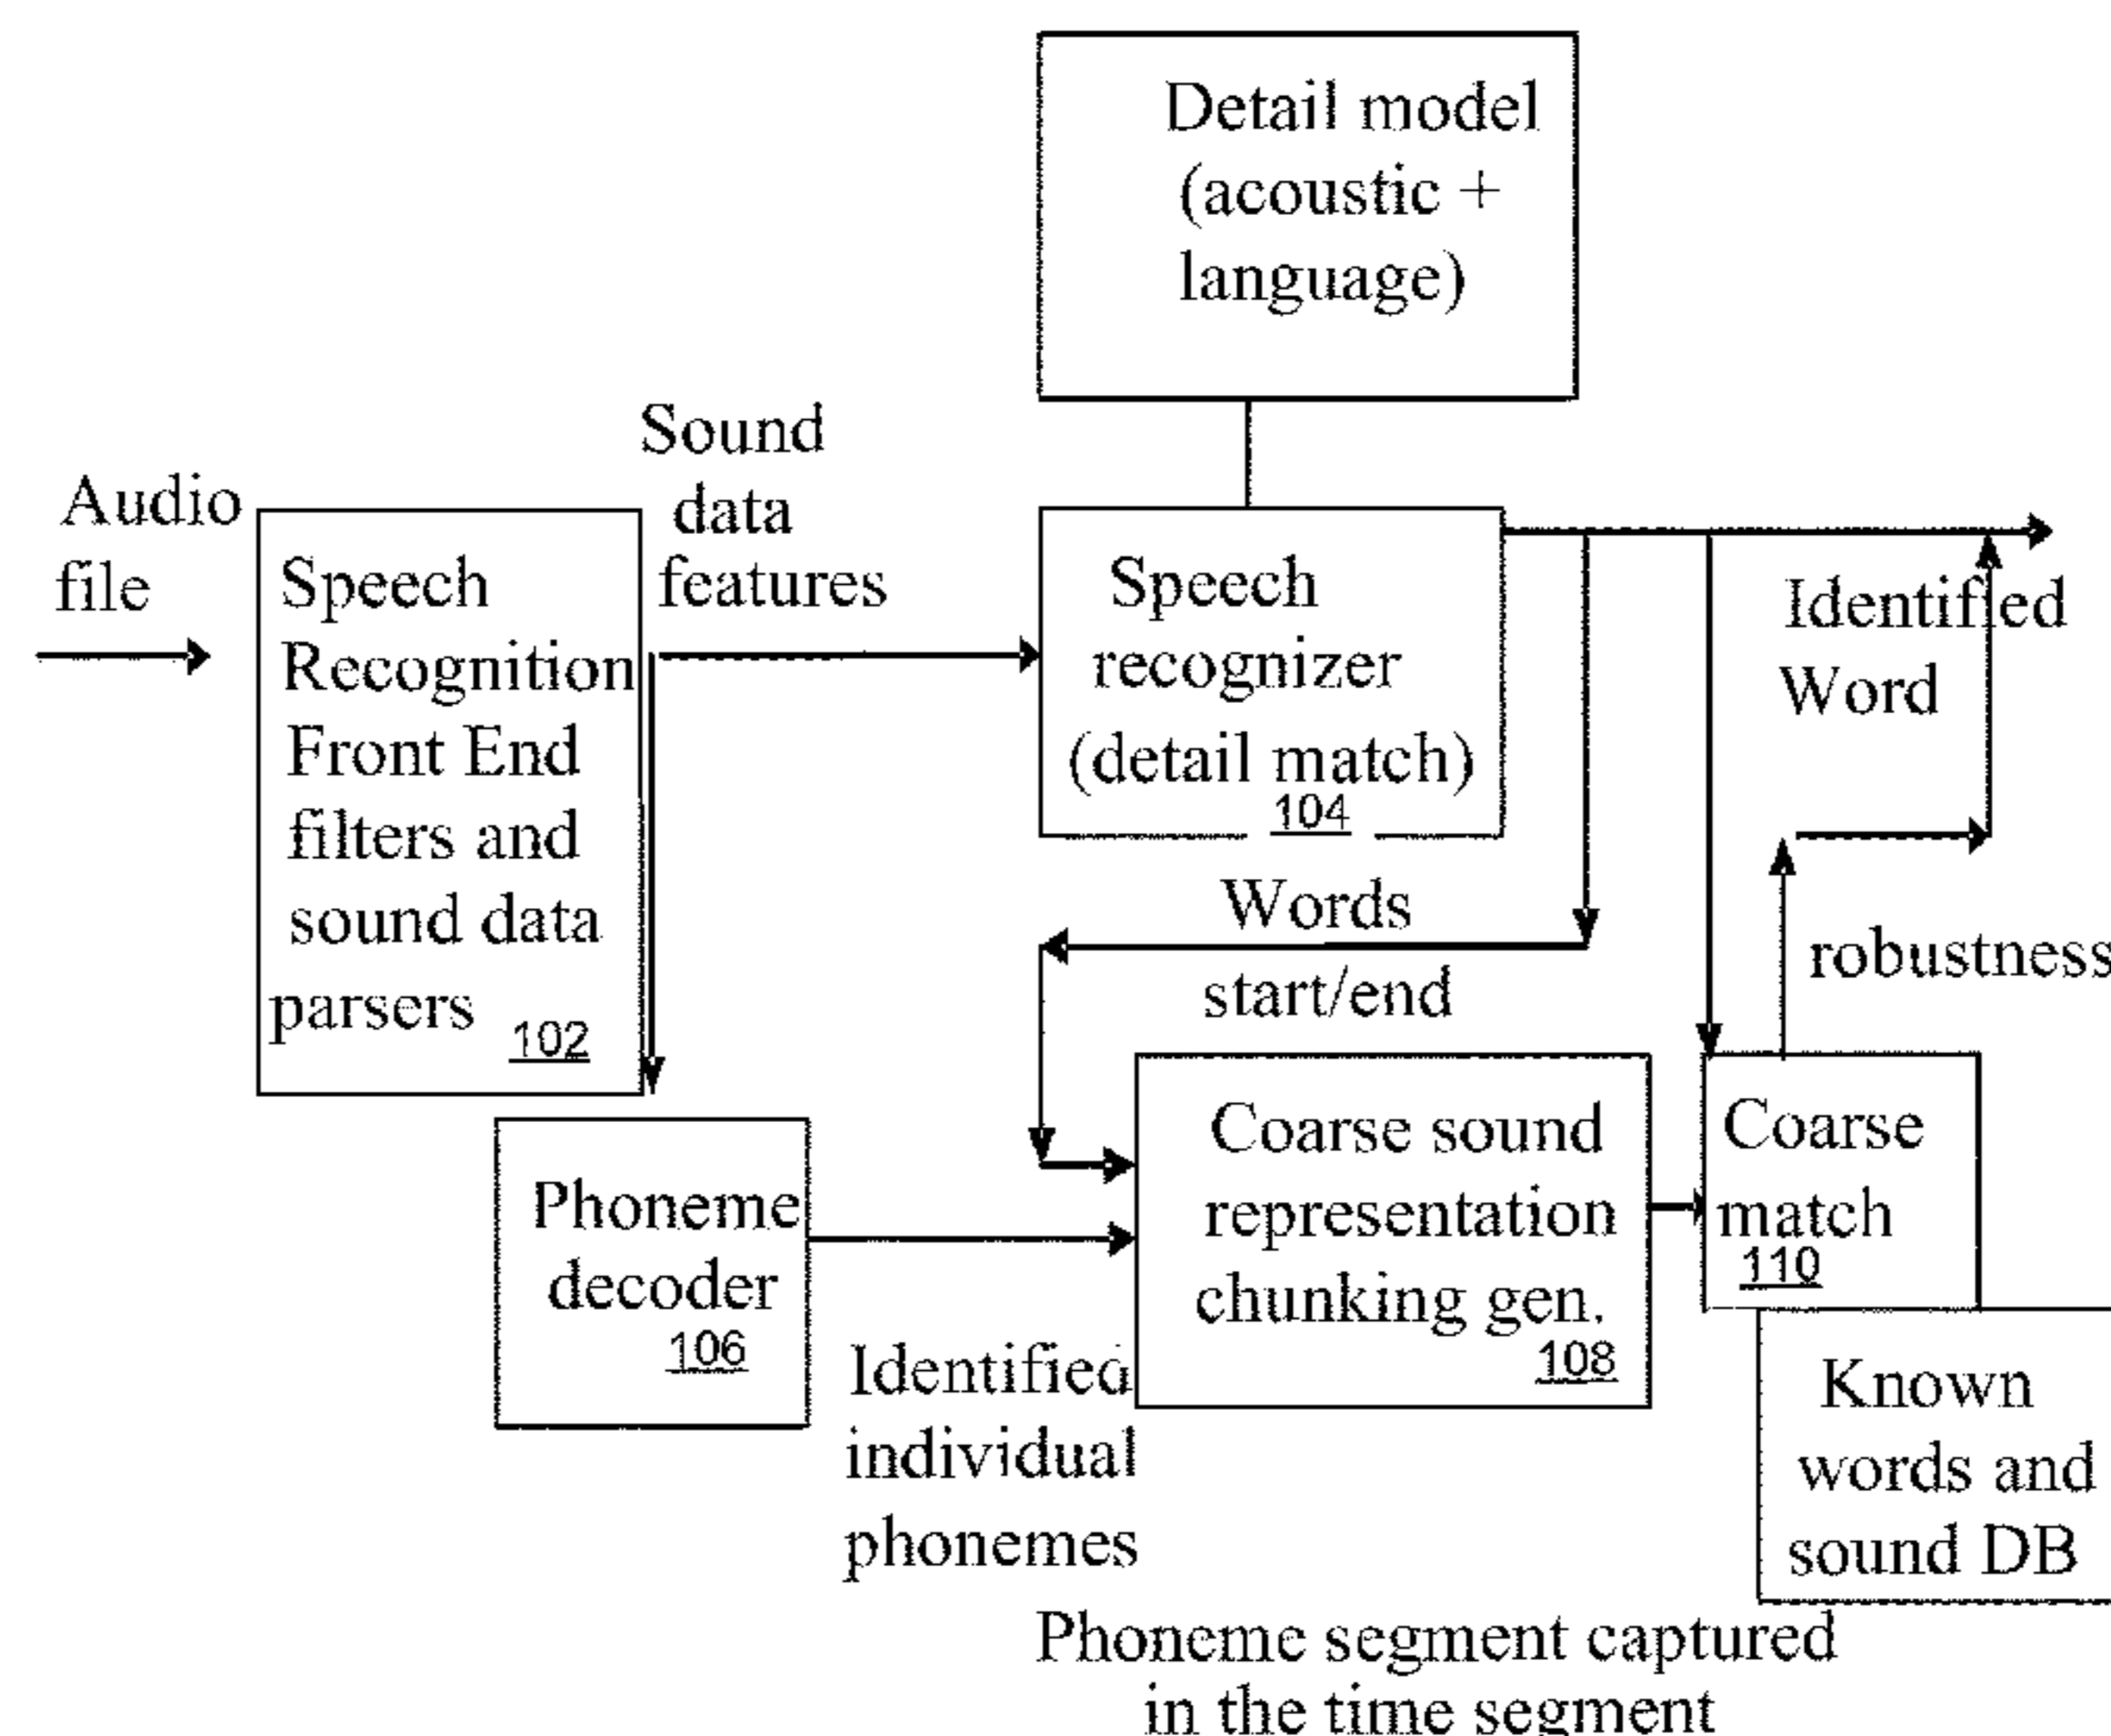 Detail model
(acoustic +
language)
Sound
data
features
Audio
file
Speech
Recognition
Front End
filters and
sound data
parsers
102
Speech
recognizer
(detail match)
104
Identified
Word
Words
start/end
robustness
Phoneme
decoder
106
Identified
individual
phonemes
Coarse sound
representation
chunking gen.
108
Coarse
match
110
Known
words and
sound DB
Phoneme segment captured
in the time segment